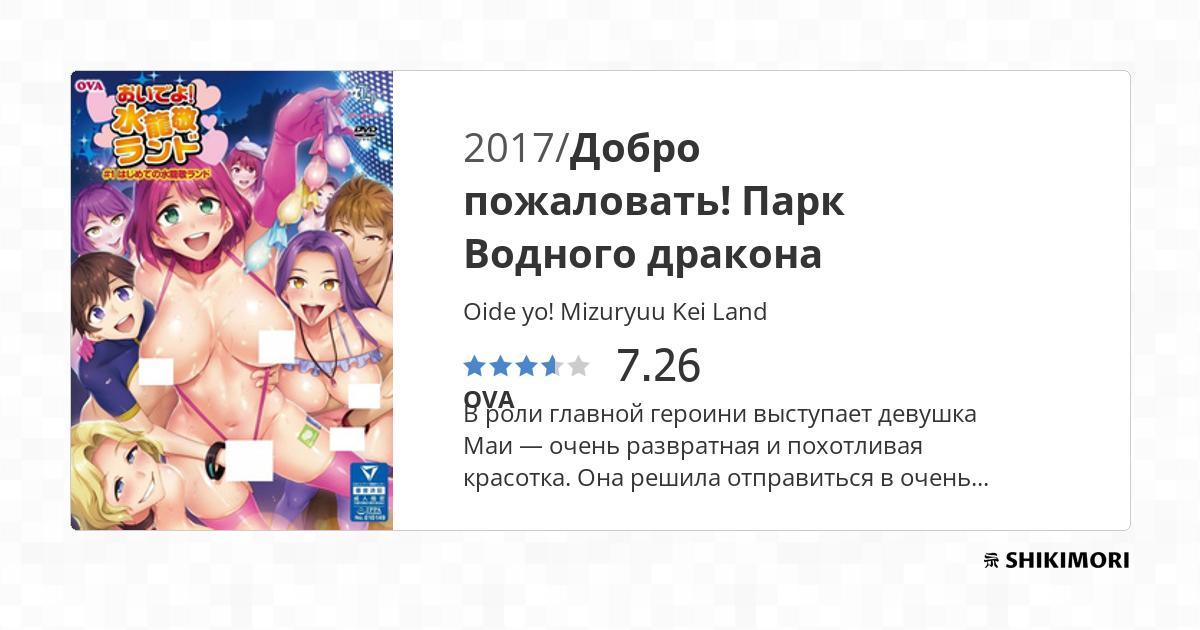 OVA
おいでよ!
水龍敬
ランド
#1 はじめての水龍敬ランド
DVD
2017/Добро
пожаловать! Парк
Водного дракона
Oide yo! Mizuryuu Kei Land
7.26
OVA
В роли главной героини выступает девушка
Маи — очень развратная и похотливая
красотка. Она решила отправиться в очень...
SHIKIMORI